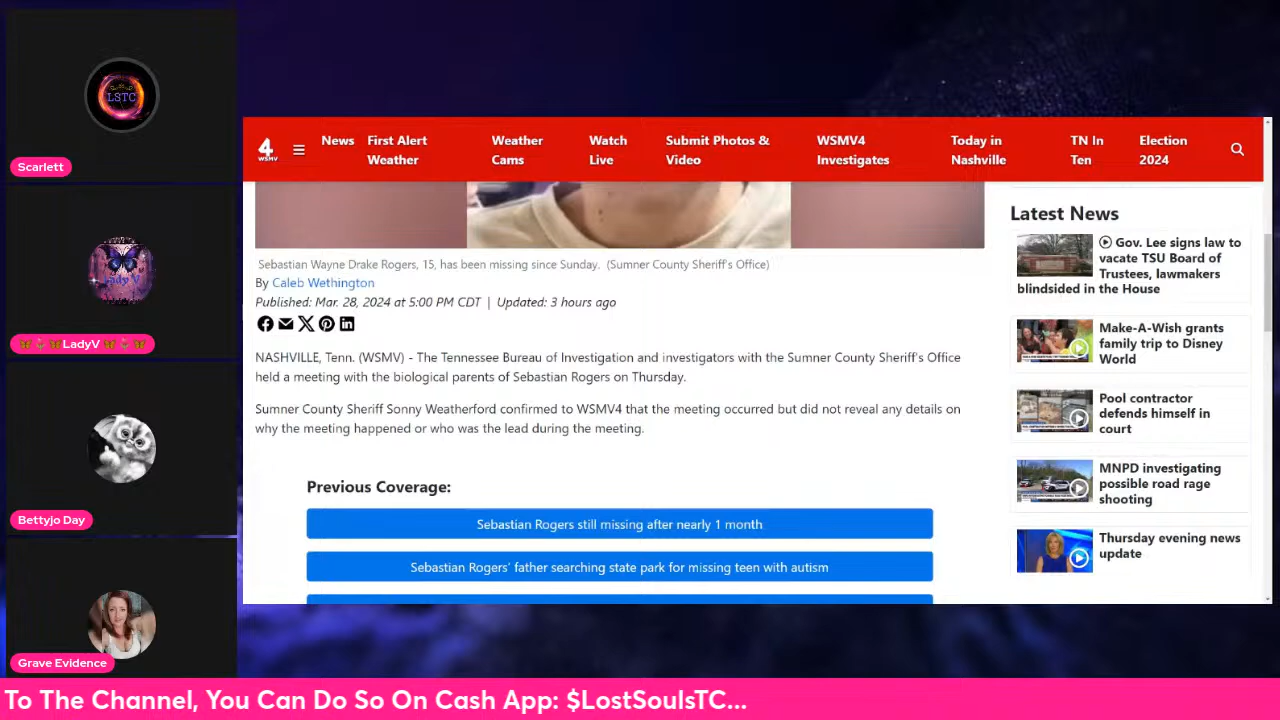 LSTC
Scarlett
Lady V
LadyV
Bettyjo Day
Grave Evidence
4
WSMV
News
First Alert
Weather
Weather
Cams
Watch
Live
Submit Photos &
Video
WSMV4
Investigates
Today in
Nashville
TN In
Ten
Election
2024
Sebastian Wayne Drake Rogers, 15, has been missing since Sunday. (Sumner County Sheriff's Office)
By Caleb Wethington
Published: Mar. 28, 2024 at 5:00 PM CDT | Updated: 3 hours ago
NASHVILLE, Tenn. (WSMV) - The Tennessee Bureau of Investigation and investigators with the Sumner County Sheriff's Office
held a meeting with the biological parents of Sebastian Rogers on Thursday.
Sumner County Sheriff Sonny Weatherford confirmed to WSMV4 that the meeting occurred but did not reveal any details on
why the meeting happened or who was the lead during the meeting.
Previous Coverage:
Sebastian Rogers still missing after nearly 1 month
Sebastian Rogers' father searching state park for missing teen with autism
Latest News
Gov. Lee signs law to
vacate TSU Board of
Trustees, lawmakers
blindsided in the House
Make-A-Wish grants
family trip to Disney
World
Pool contractor
defends himself in
court
MNPD investigating
possible road rage
shooting
Thursday evening news
update
To The Channel, You Can Do So On Cash App: $LostSoulsTC...